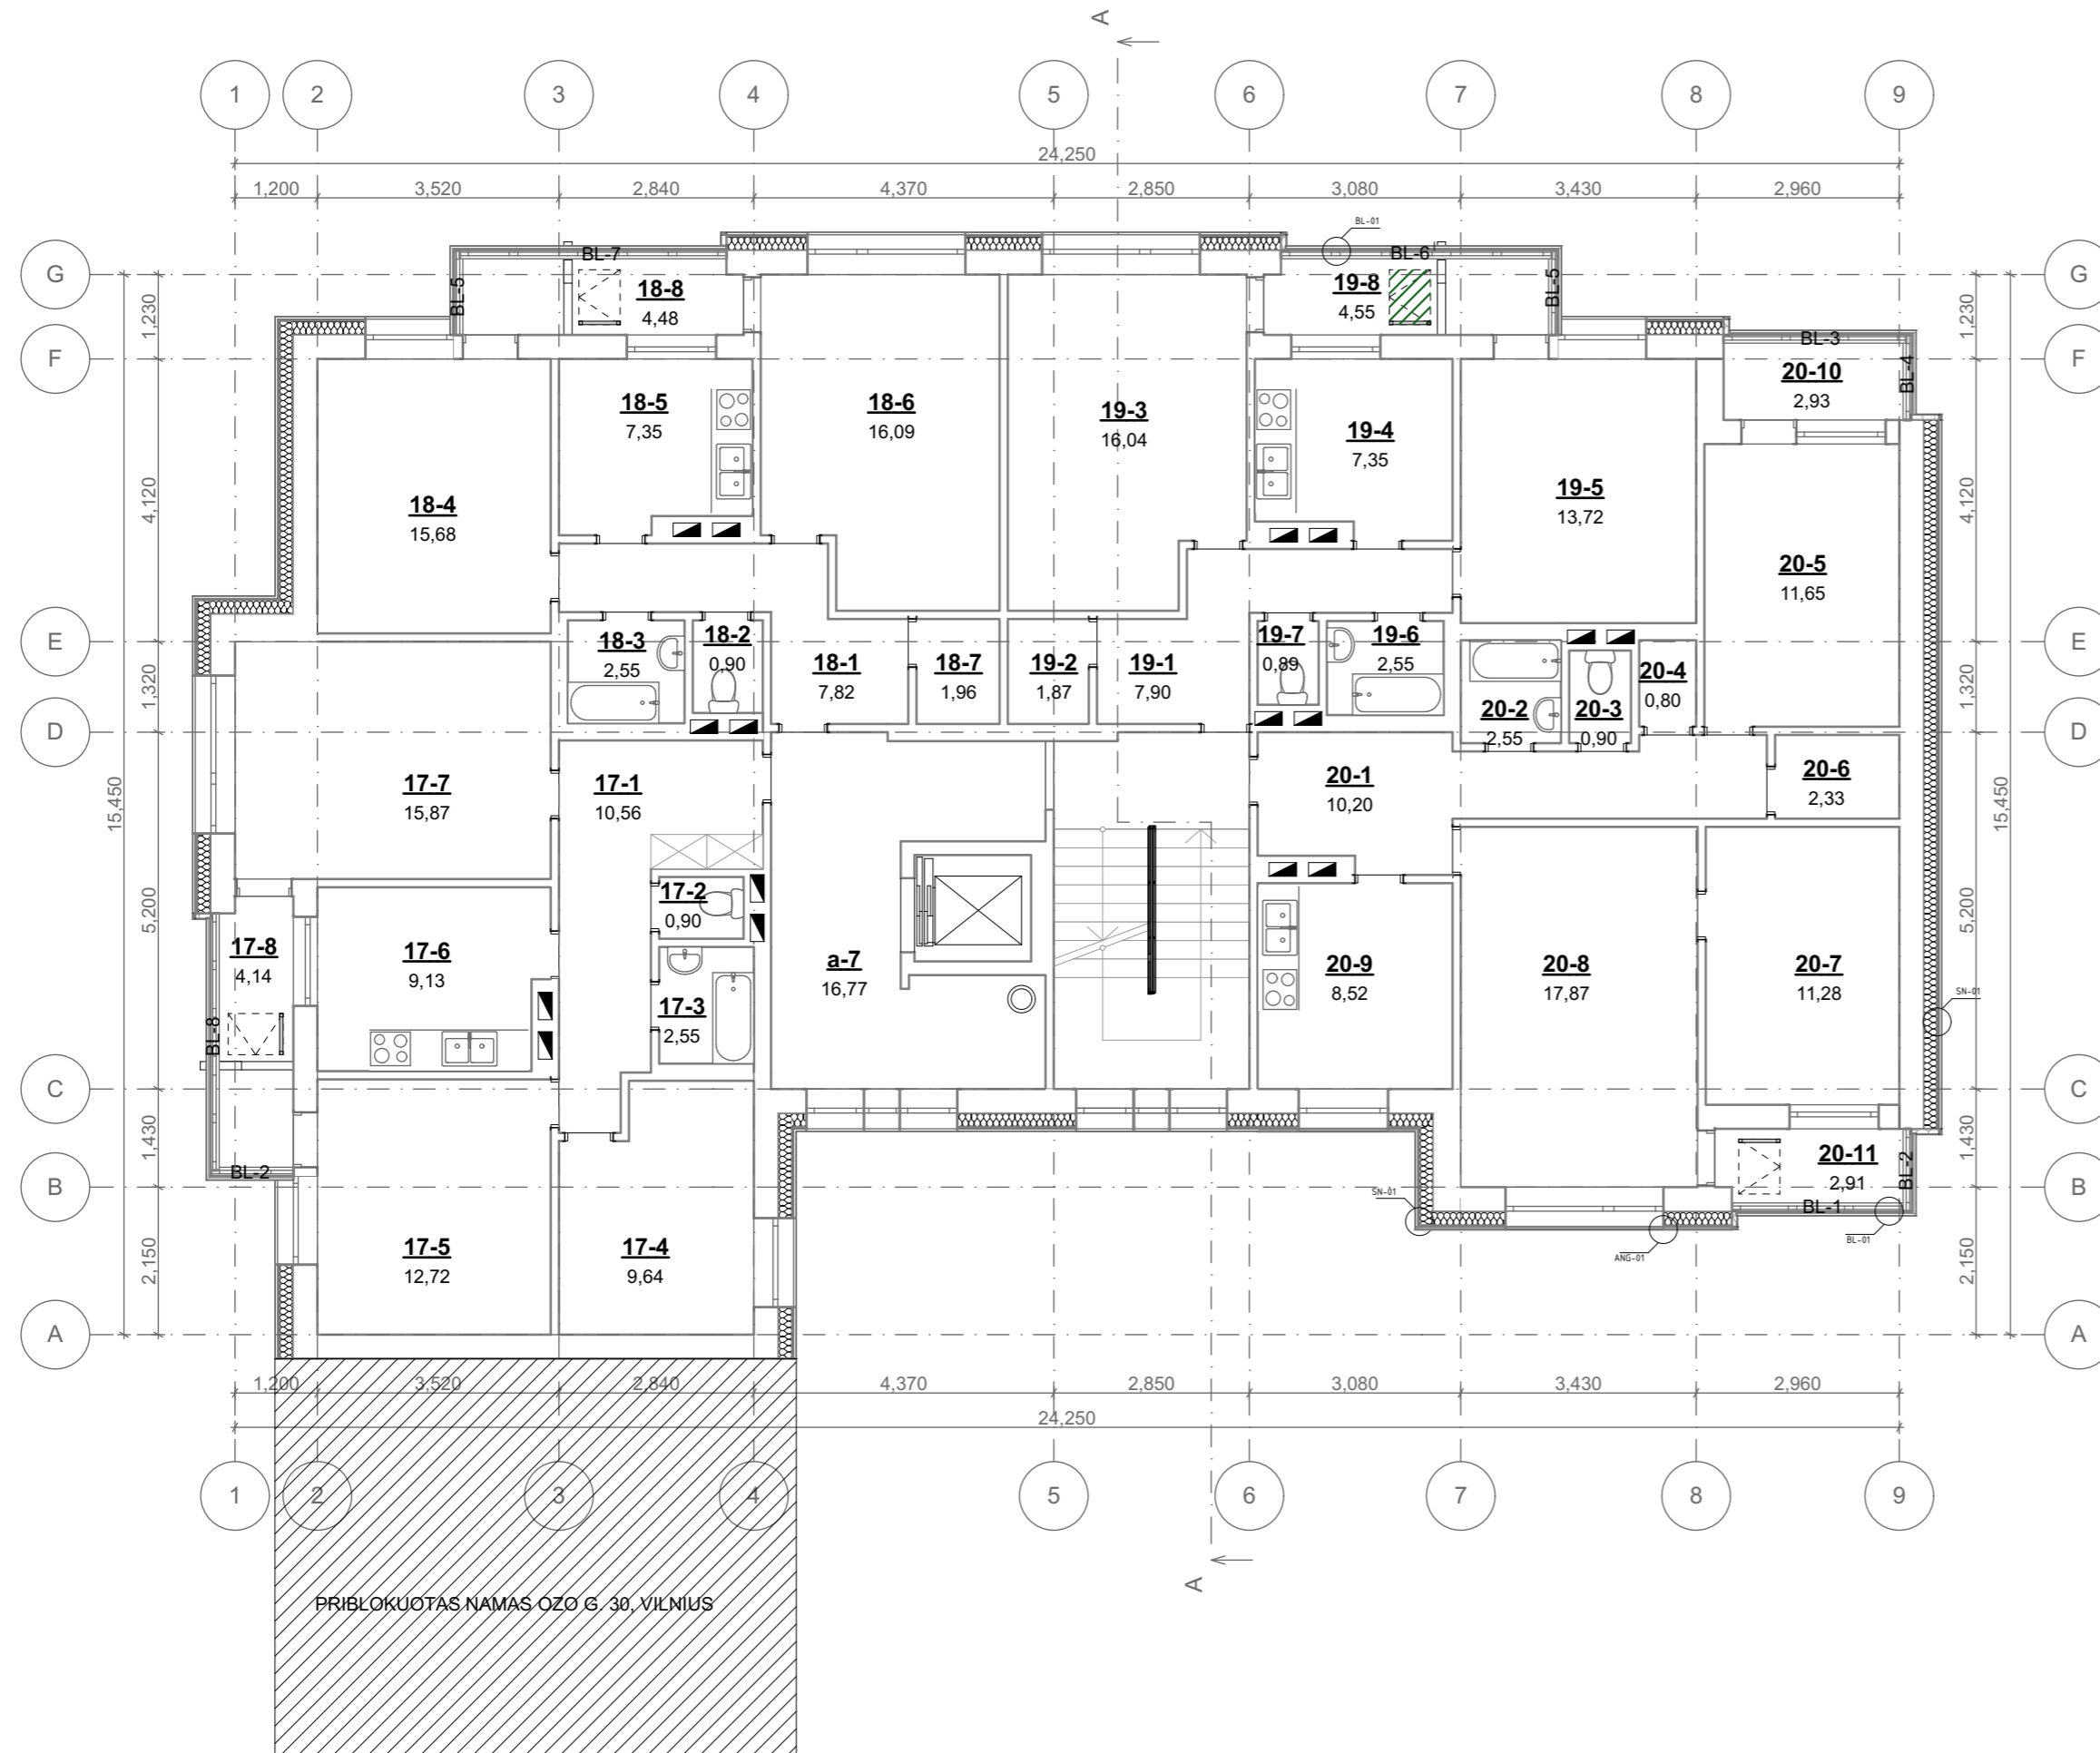 A
1 2 3 4 5 6 7 8 9
24,250
1,200 3,520 2,840 4,370 2,850 3,080 3,430 2,960
BL-01
BL-7 BL-6
G G
BL-5 18-8 19-8 BL-5
4,48 4,55
1,230 1,230
BL-3
F F
20-10 BL-4
2,93
18-5 18-6 19-3 19-4
7,35 16,09 16,04 7,35
4,120 18-4 19-5 4,120
15,68 13,72
20-5
11,65
E E
18-3 18-2 19-7 19-6
2,55 0,90 0,89 2,55
18-1 18-7 19-2 19-1 20-4
7,82 1,96 1,87 7,90 0,80
1,320 1,320
20-2 20-3
2,55 0,90
D D
17-7 17-1 20-1 20-6
15,87 10,56 10,20 2,33
15,450 15,450
17-2
0,90
5,200 5,200
17-8 17-6 a-7 20-9 20-8 20-7
4,14 9,13 16,77 8,52 17,87 11,28
SN-01
17-3
2,55
BL-8
C C
1,430 1,430
20-11
2,91
BL-2 BL-2
B B
SN-01 BL-1
BL-01
ANG-01
17-5 17-4
12,72 9,64
2,150 2,150
A A
1,200 3,520 2,840 4,370 2,850 3,080 3,430 2,960
24,250
1 2 3 4 5 6 7 8 9
A
PRIBLOKUOTAS NAMAS OZO G. 30, VILNIUS